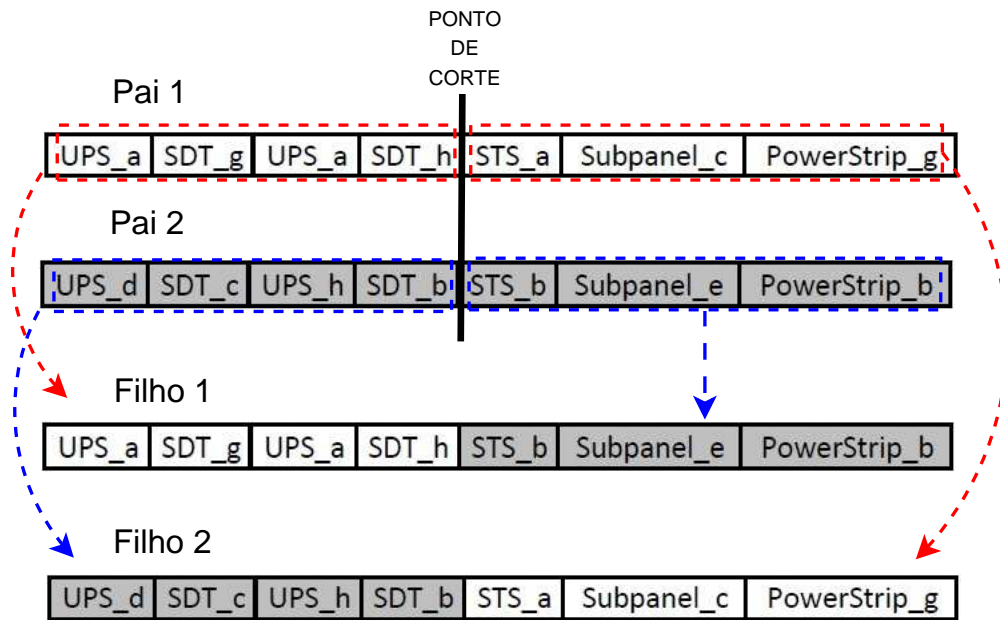 PONTO
DE
CORTE
Pai 1
UPS_a SDT_g UPS_a SDT_h STS_a Subpanel_c PowerStrip_g
Pai 2
UPS_d SDT_c UPS_h SDT_b STS_b Subpanel_e PowerStrip_b
Filho 1
UPS_a SDT_g UPS_a SDT_h STS_b Subpanel_e PowerStrip_b
Filho 2
UPS_d SDT_c UPS_h SDT_b STS_a Subpanel_c PowerStrip_g